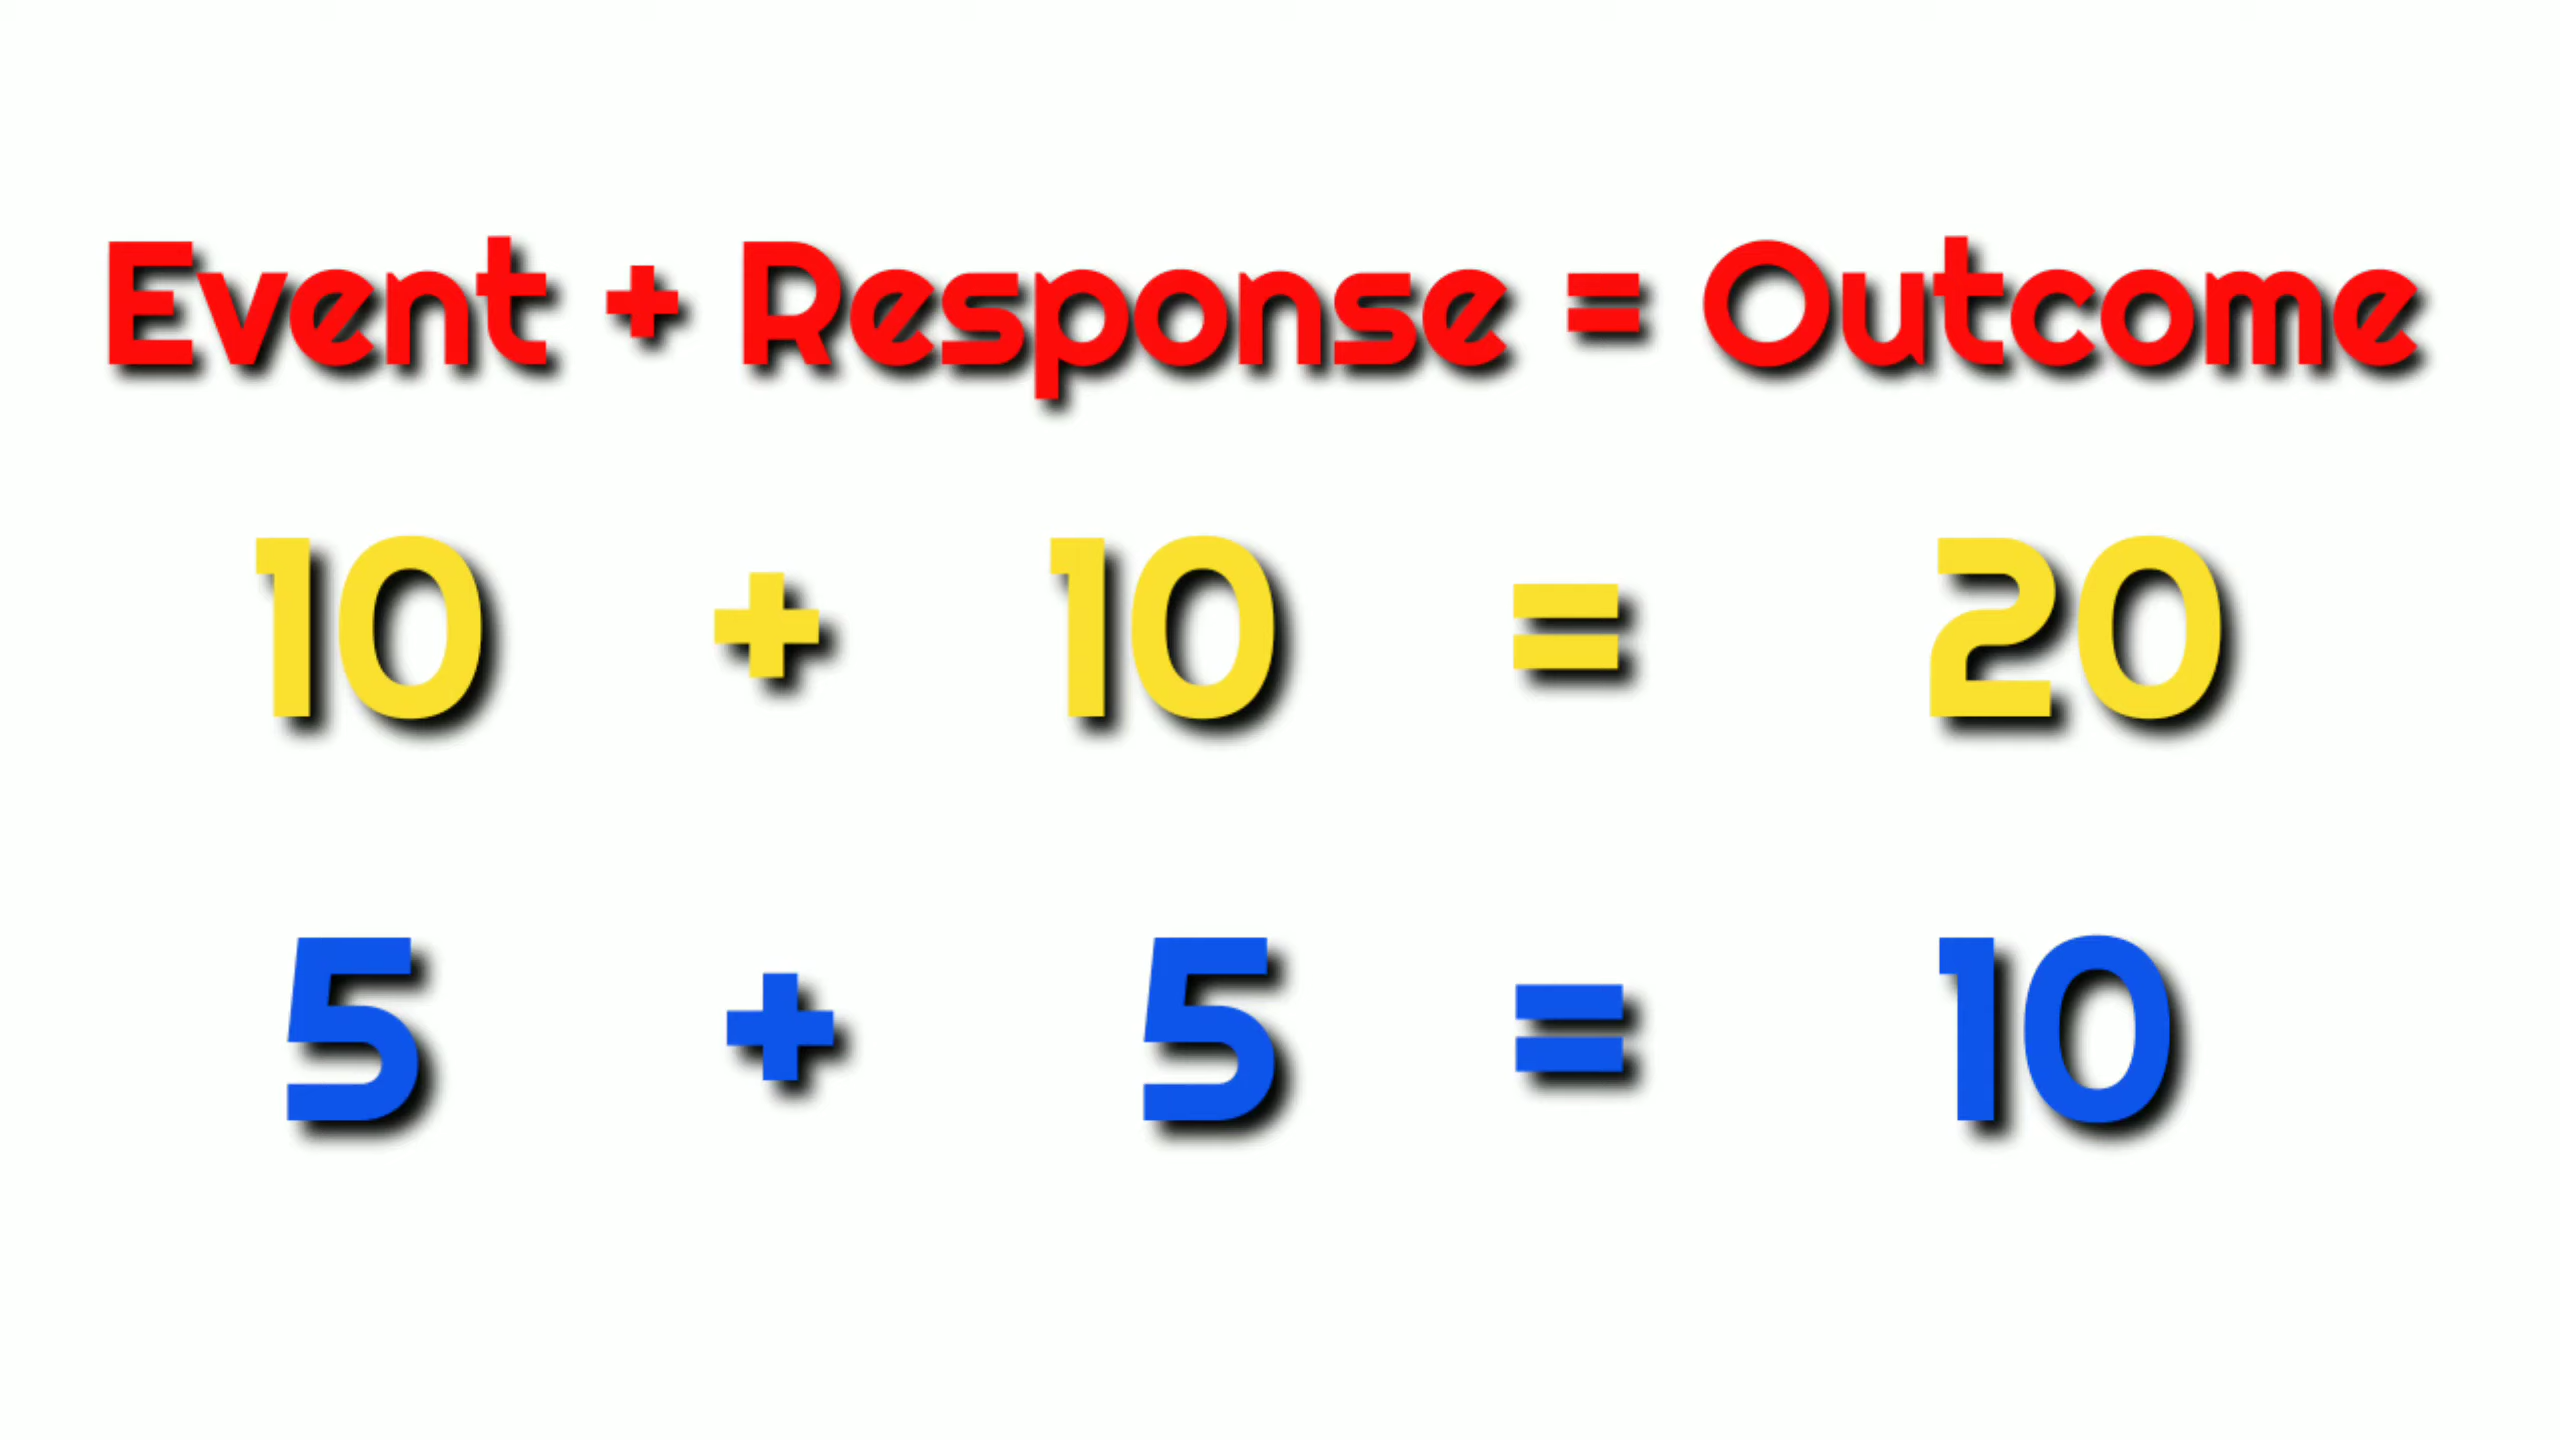 Event + Response = Outcome
10 + 10 = 20
5 + 5 = 10